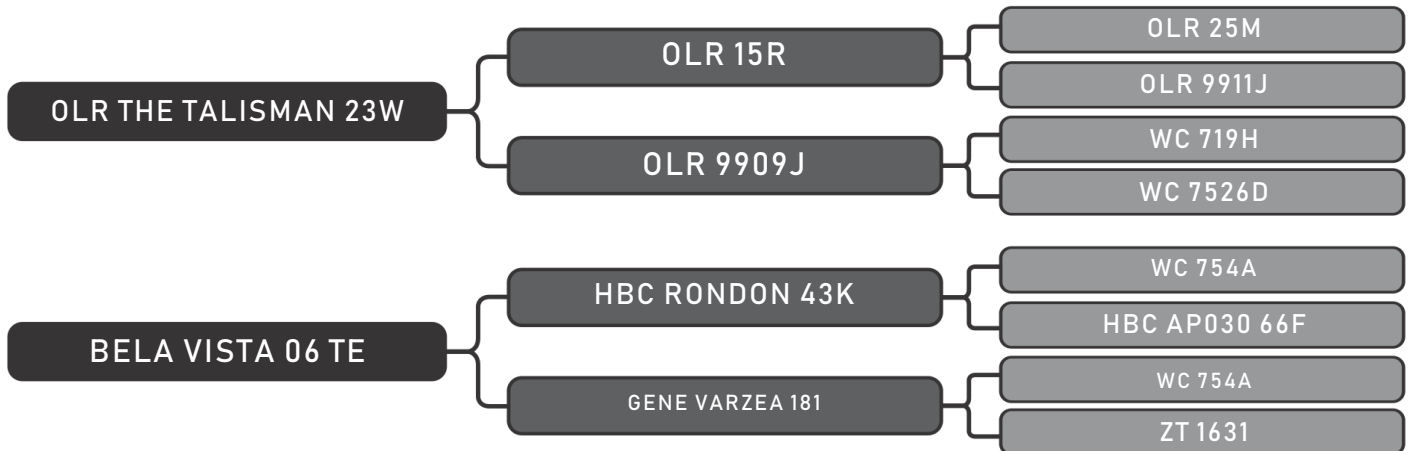 OLR THE TALISMAN 23W
OLR 15R
OLR 25M
OLR 9911J
OLR 9909J
WC 719H
WC 7526D
BELA VISTA 06 TE
HBC RONDON 43K
WC 754A
HBC AP030 66F
GENE VARZEA 181
WC 754A
ZT 1631